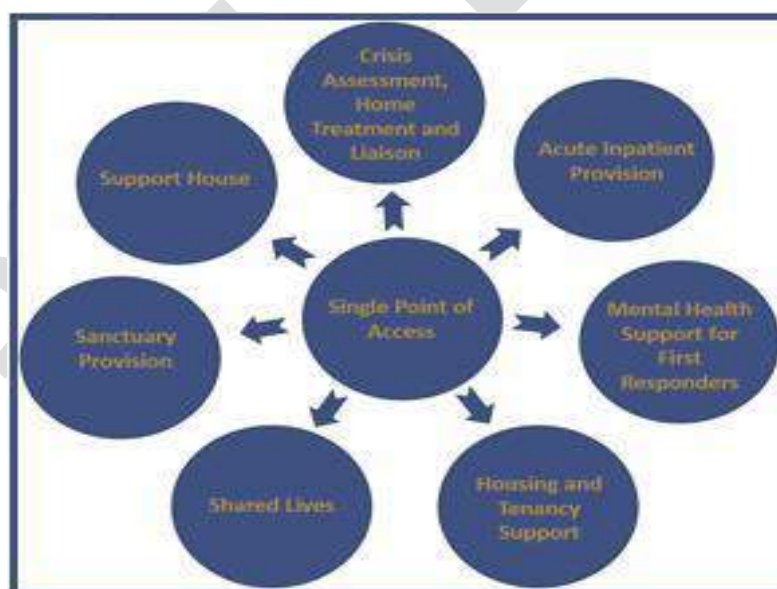 Crisis
Assessment,
Home
Treatment and
Liaison
Acute Inpatient
Provision
Mental Health
Support for
First
Responders
Housing and
Tenancy
Support
Shared Lives
Sanctuary
Provision
Support House
Single Point of
Access